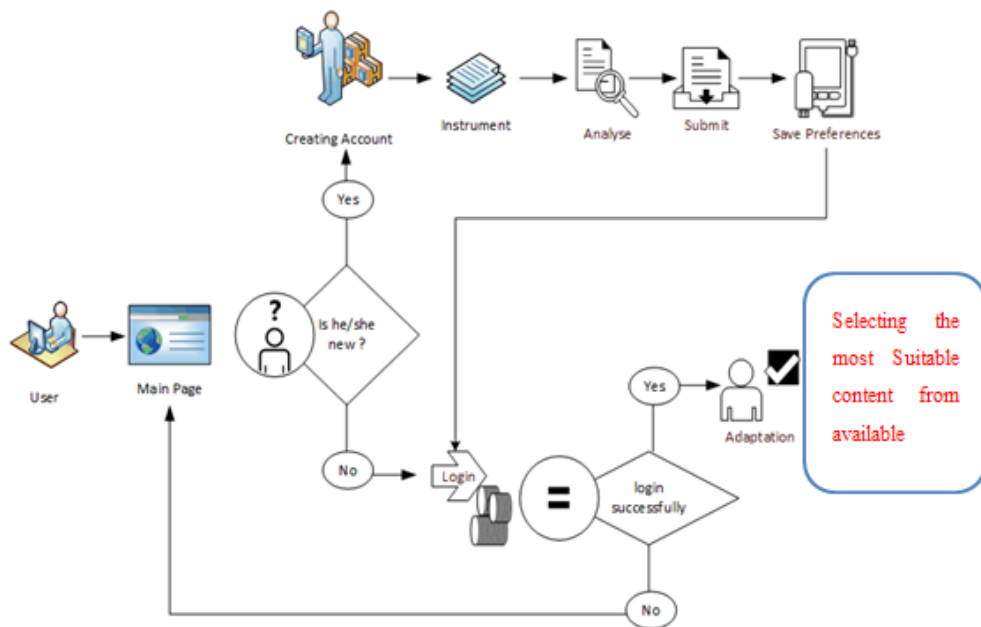 Creating Account
Instrument
Analyse
Submit
Save Preferences
Yes
?
Is he/she
new ?
User
Main Page
No
Login
=
login
successfully
Yes
Adaptation
Selecting the
most Suitable
content from
available
No